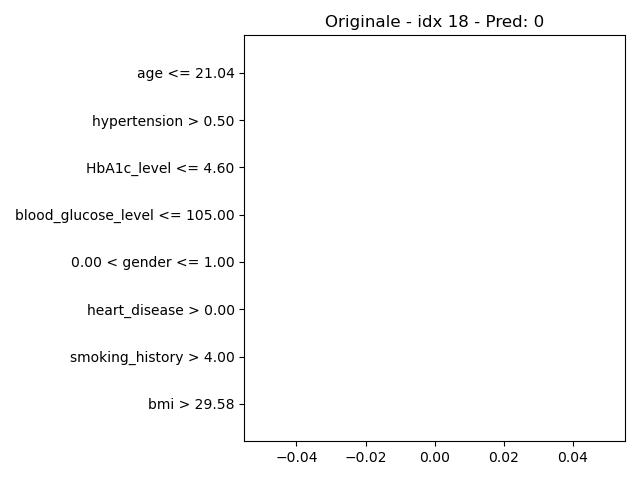 Originale - idx 18 - Pred: 0
age <= 21.04
hypertension > 0.50
HbA1c_level <= 4.60
blood_glucose_level <= 105.00
0.00 < gender <= 1.00
heart_disease > 0.00
smoking_history > 4.00
bmi > 29.58
−0.04 −0.02 0.00 0.02 0.04